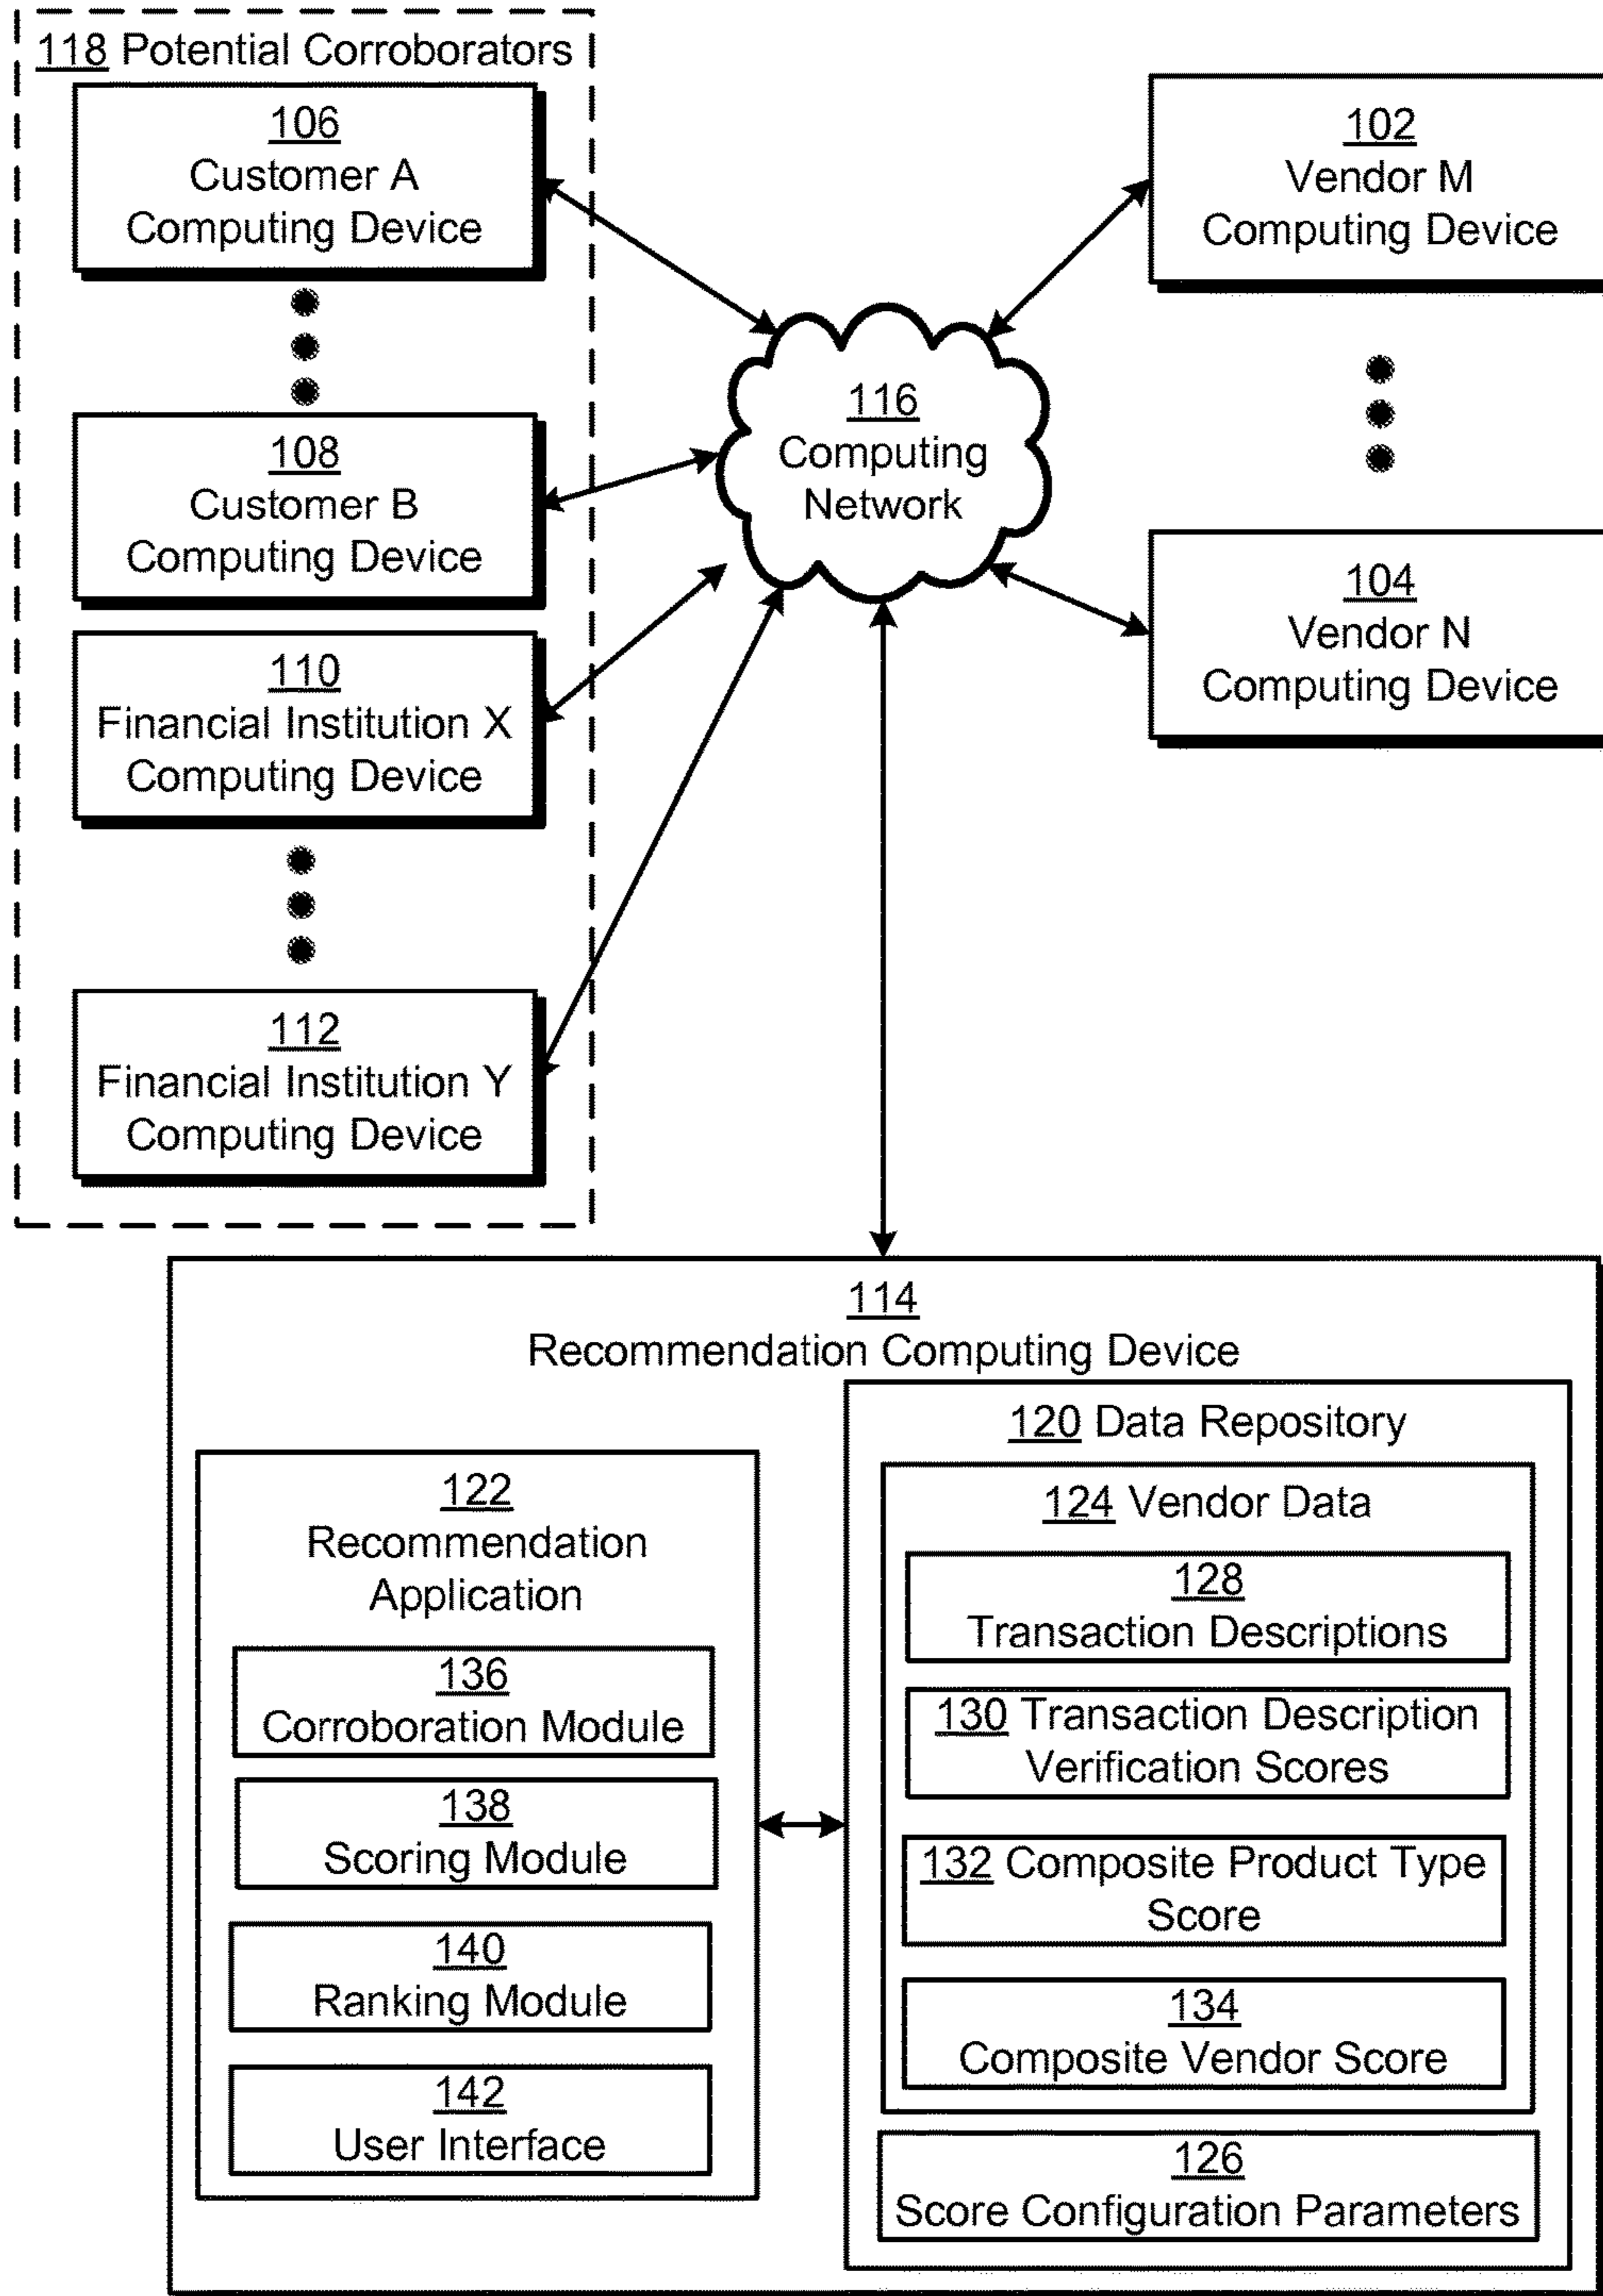 118 Potential Corroborators
106
Customer A
Computing Device
108
Customer B
Computing Device
110
Financial Institution X
Computing Device
112
Financial Institution Y
Computing Device
116
Computing
Network
102
Vendor M
Computing Device
104
Vendor N
Computing Device
114
Recommendation Computing Device
122
Recommendation
Application
136
Corroboration Module
138
Scoring Module
140
Ranking Module
142
User Interface
120 Data Repository
124 Vendor Data
128
Transaction Descriptions
130 Transaction Description
Verification Scores
132 Composite Product Type
Score
134
Composite Vendor Score
126
Score Configuration Parameters